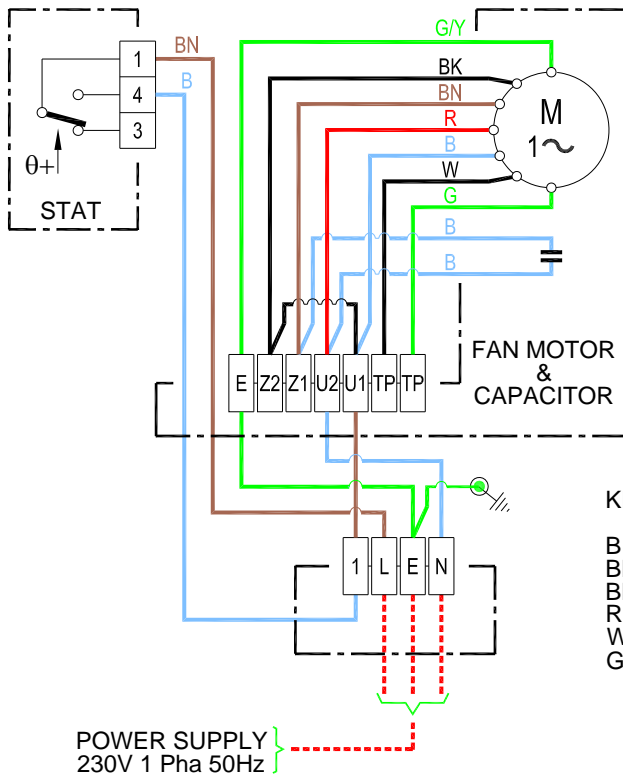 G/Y
1
BN
BK
4
B
BN
M
R
1
3
B
θ+
W
STAT
G
B
B
FAN MOTOR
&
CAPACITOR
E Z2 Z1 U2 U1 TP TP
K
B
R
W
G
1 L E N
POWER SUPPLY
230V 1 Pha 50Hz